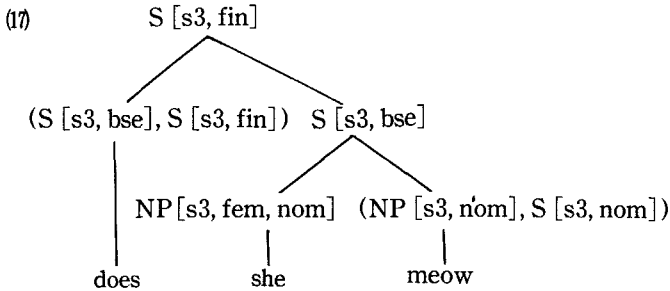 (17) S [s3, fin]
(S [s3, bse], S [s3, fin]) S [s3, bse]
NP [s3, fem, nom] (NP [s3, nom], S [s3, nom])
does she meow